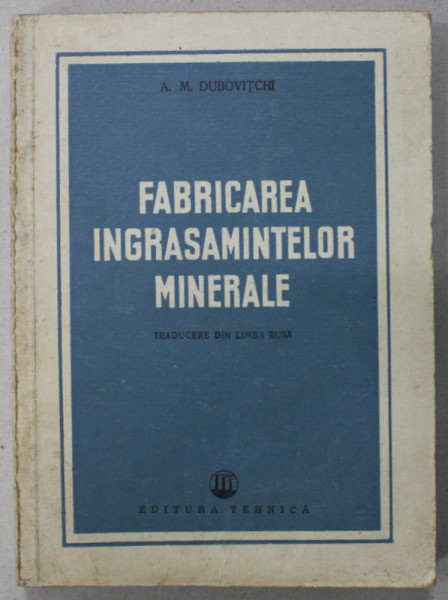 A. M. DUBOVIȚCHI
FABRICAREA
INGRASAMINTELOR
MINERALE
TRADUCERE DIN LIMBA RUSA
EDITURA TEHNICĂ